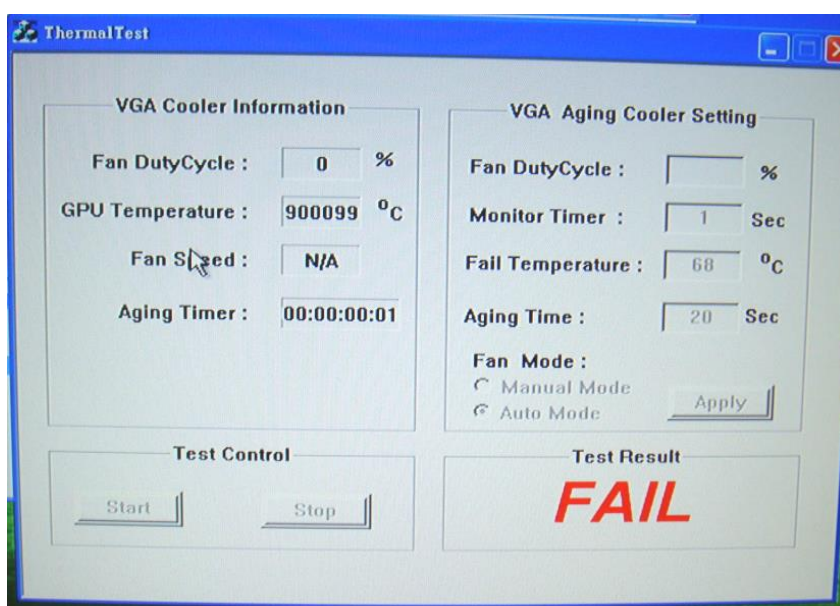 ThermalTest
VGA Cooler Information
Fan DutyCycle : 0 %
GPU Temperature : 900099 °C
Fan Speed : N/A
Aging Timer : 00:00:00:01
VGA Aging Cooler Setting
Fan DutyCycle : %
Monitor Timer : 1 Sec
Fail Temperature : 68 °C
Aging Time : 20 Sec
Fan Mode :
Manual Mode
Auto Mode
Apply
Test Control
Start Stop
Test Result
FAIL